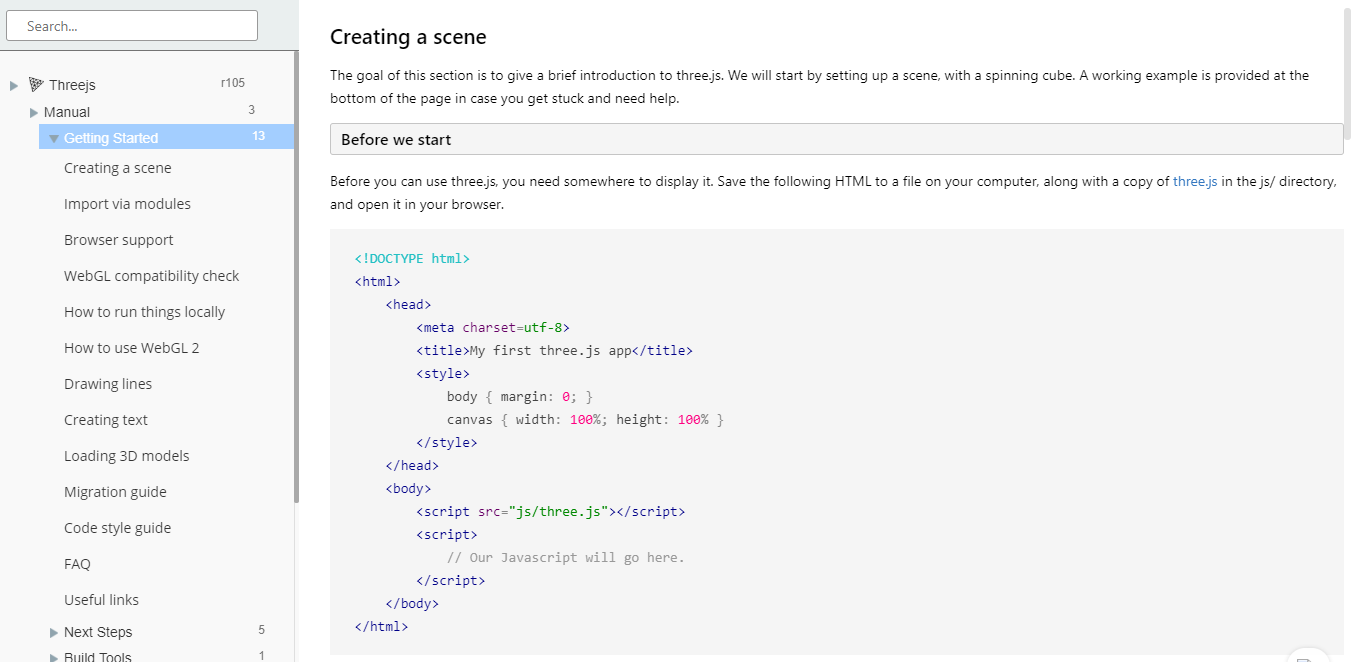 Search...
Threejs r105
Manual 3
Getting Started 13
Creating a scene
Import via modules
Browser support
WebGL compatibility check
How to run things locally
How to use WebGL 2
Drawing lines
Creating text
Loading 3D models
Migration guide
Code style guide
FAQ
Useful links
Next Steps 5
Build Tools 1
Creating a scene
The goal of this section is to give a brief introduction to three.js. We will start by setting up a scene, with a spinning cube. A working example is provided at the
bottom of the page in case you get stuck and need help.
Before we start
Before you can use three.js, you need somewhere to display it. Save the following HTML to a file on your computer, along with a copy of three.js in the js/ directory,
and open it in your browser.
<!DOCTYPE html>
<html>
    <head>
        <meta charset=utf-8>
        <title>My first three.js app</title>
        <style>
            body { margin: 0; }
            canvas { width: 100%; height: 100% }
        </style>
    </head>
    <body>
        <script src="js/three.js"></script>
        <script>
            // Our Javascript will go here.
        </script>
    </body>
</html>